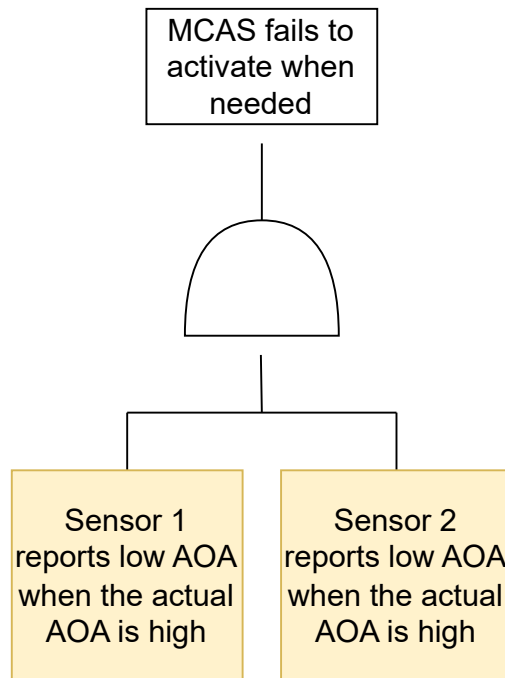 MCAS fails to
activate when
needed
Sensor 1
reports low AOA
when the actual
AOA is high
Sensor 2
reports low AOA
when the actual
AOA is high